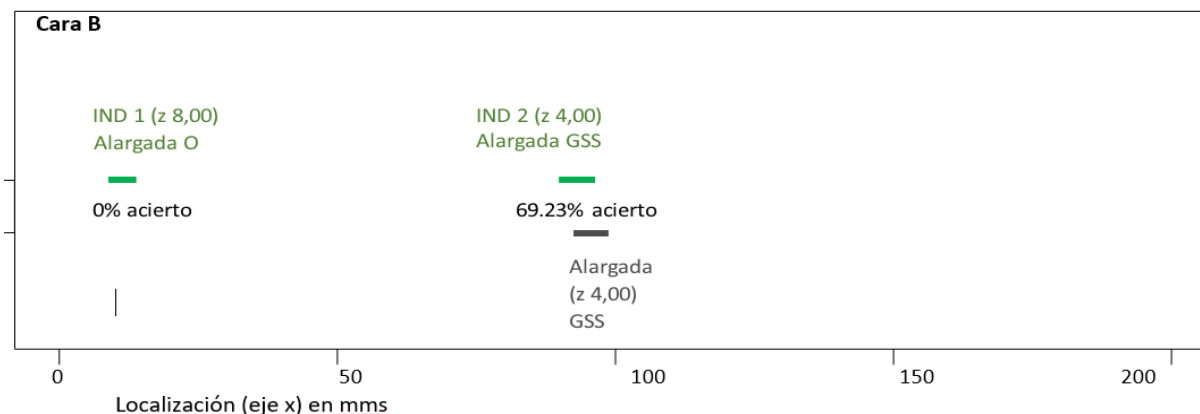 Cara B
IND 1 (z 8,00)
Alargada O
IND 2 (z 4,00)
Alargada GSS
0% acierto
69.23% acierto
Alargada
(z 4,00)
GSS
0
50
100
150
200
Localización (eje x) en mms